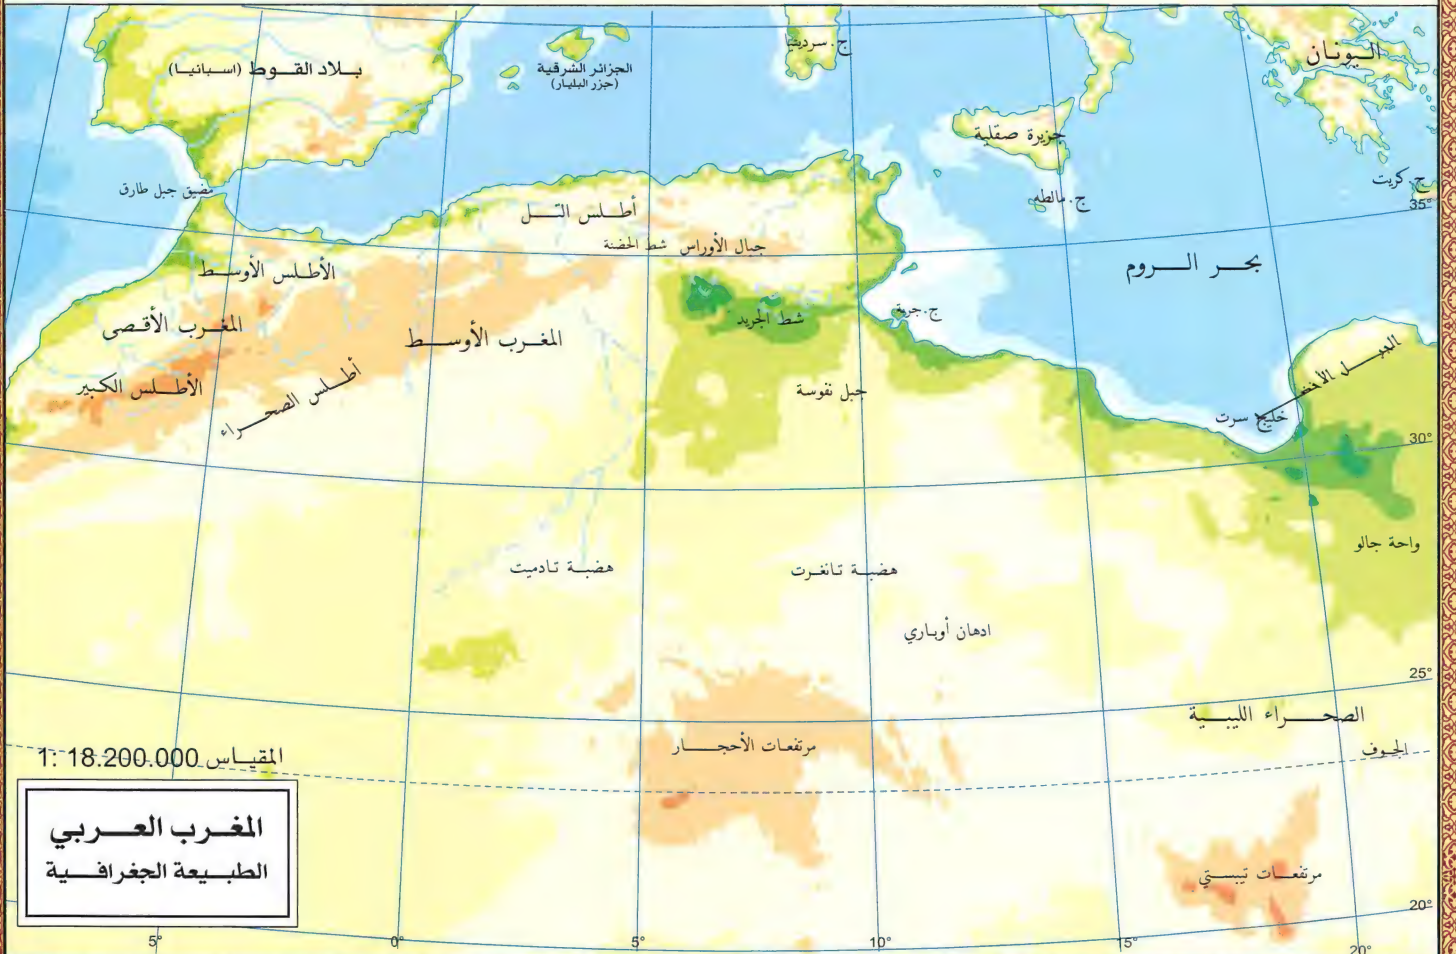 بلاد القوط (اسبانيا)
الجزائر الشرقية
(جزر البليار)
ج. سردينيا
اليونان
جزيرة صقلية
مضيق جبل طارق
ج. مالطه
ج. كريت
35°
أطلس التل
جبال الأوراس
شط الحضنة
بحر الروم
الأطلس الأوسط
المغرب الأقصى
المغرب الأوسط
شط الجريد
ج. جربة
الأطلس الكبير
أطلس الصحراء
جبل نفوسة
الجبل الأخضر
خليج سرت
30°
واحة جالو
هضبة تادميت
هضبة تانغرت
ادهان أوباري
25°
الصحراء الليبية
مرتفعات الأحجار
الجوف
المقياس 18.200.000 :1
المغرب العربي
الطبيعة الجغرافية
مرتفعات تيبستي
20°
5°
0°
5°
10°
15°
20°